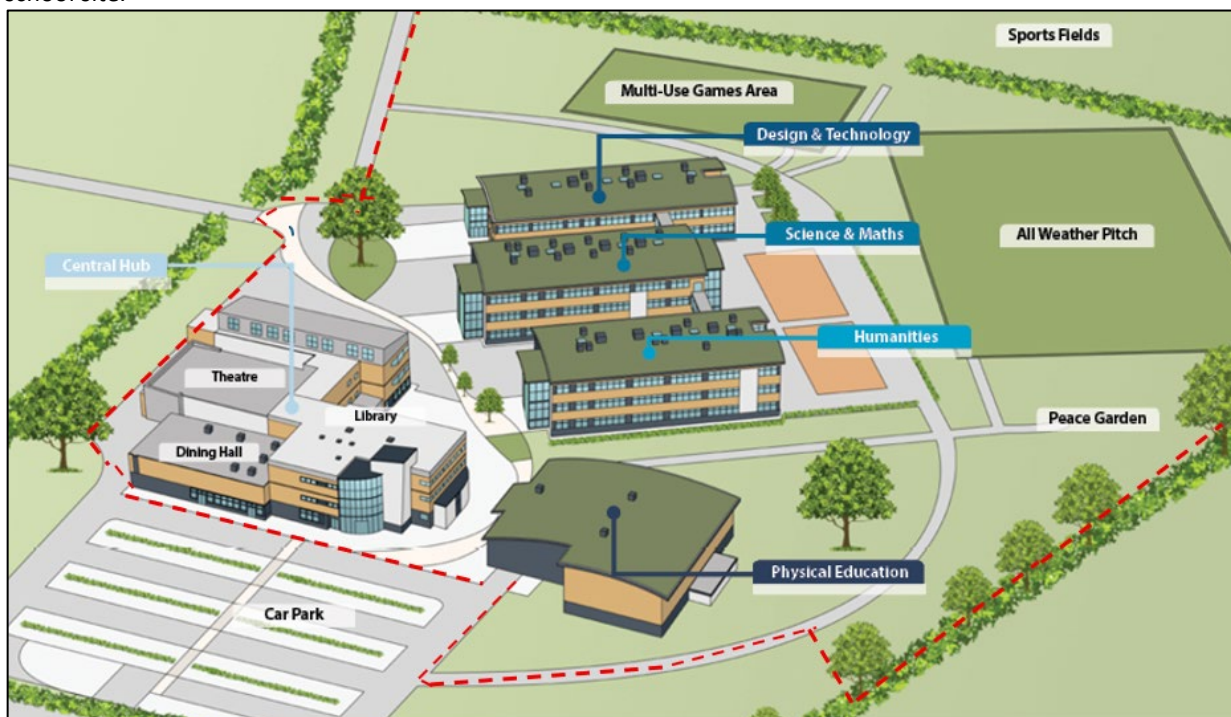 Sports Fields
Multi-Use Games Area
Design & Technology
Science & Maths
All Weather Pitch
Central Hub
Humanities
Theatre
Library
Peace Garden
Dining Hall
Physical Education
Car Park